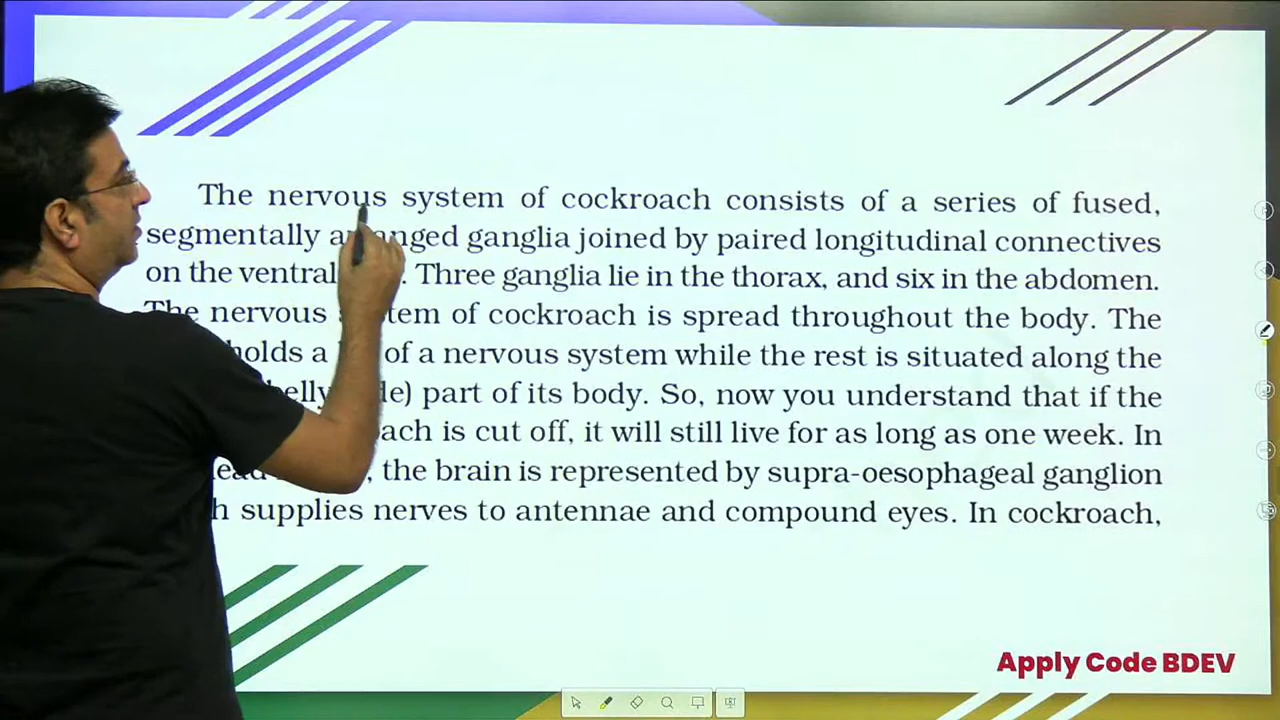 The nervous system of cockroach consists of a series of fused,
segmentally arranged ganglia joined by paired longitudinal connectives
on the ventral . Three ganglia lie in the thorax, and six in the abdomen.
The nervous system of cockroach is spread throughout the body. The
holds a of a nervous system while the rest is situated along the
belly part of its body. So, now you understand that if the
is cut off, it will still live for as long as one week. In
the brain is represented by supra-oesophageal ganglion
supplies nerves to antennae and compound eyes. In cockroach,
Apply Code BDEV